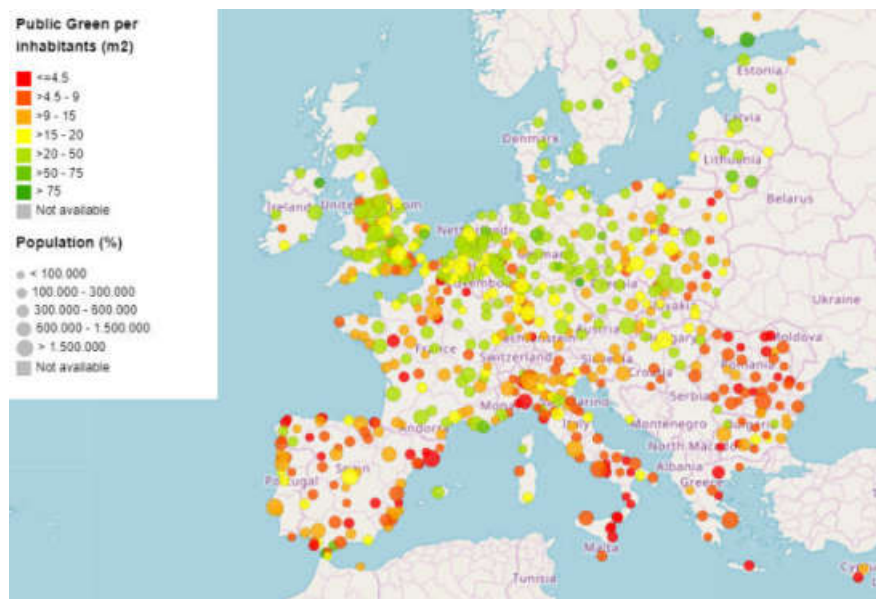 Public Green per
inhabitants (m2)
<=4.5
>4.5 - 9
>9 - 15
>15 - 20
>20 - 50
>50 - 75
> 75
Not available
Population (%)
< 100.000
100.000 - 300.000
300.000 - 600.000
600.000 - 1.500.000
> 1.500.000
Not available
Estonia
Latvia
Denmark
Lithuania
Belarus
Ireland
Ukraine
Moldova
Austria
France
Switzerland
Slovenia
Croatia
Romania
Serbia
Andorra
Italy
Montenegro
Bulgaria
Albania
Portugal
Spain
Greece
Malta
Tunisia